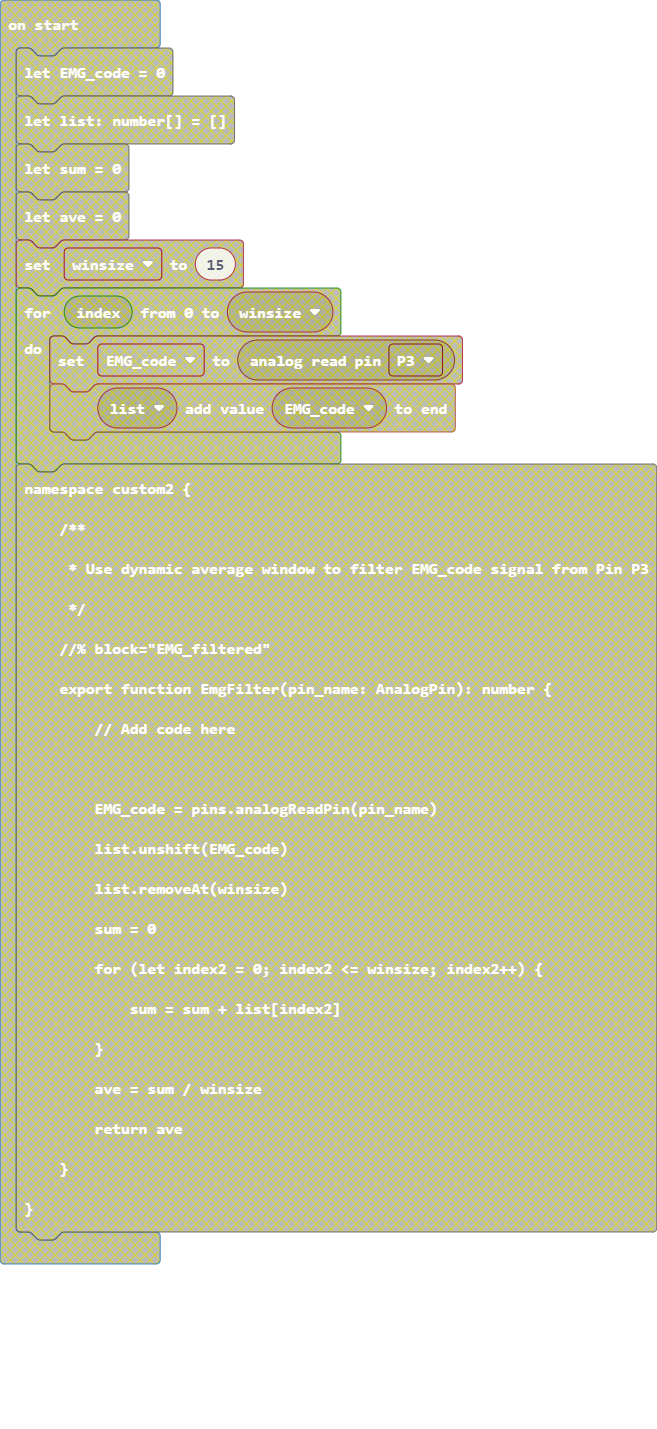 on start
let EMG_code = 0
let list: number[] = []
let sum = 0
let ave = 0
set winsize to 15
for index from 0 to winsize
do set EMG_code to analog read pin P3
list add value EMG_code to end
namespace custom2 {
/**
* Use dynamic average window to filter EMG_code signal from Pin P3
*/
//% block="EMG_filtered"
export function EmgFilter(pin_name: AnalogPin): number {
// Add code here
EMG_code = pins.analogReadPin(pin_name)
list.unshift(EMG_code)
list.removeAt(winsize)
sum = 0
for (let index2 = 0; index2 <= winsize; index2++) {
sum = sum + list[index2]
}
ave = sum / winsize
return ave
}
}